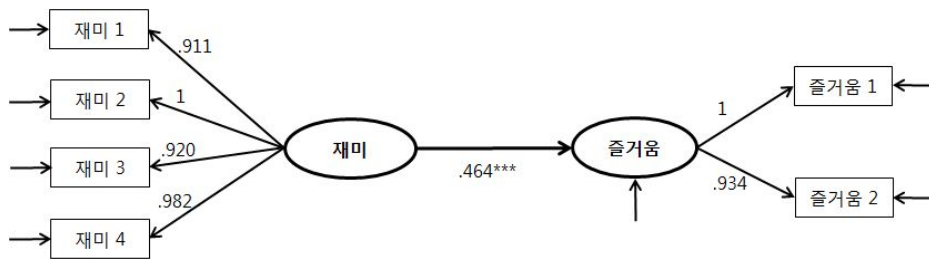 재미 1
.911
재미 2
1
재미 3
.920
재미 4
.982
재미
.464***
즐거움
1
.934
즐거움 1
즐거움 2